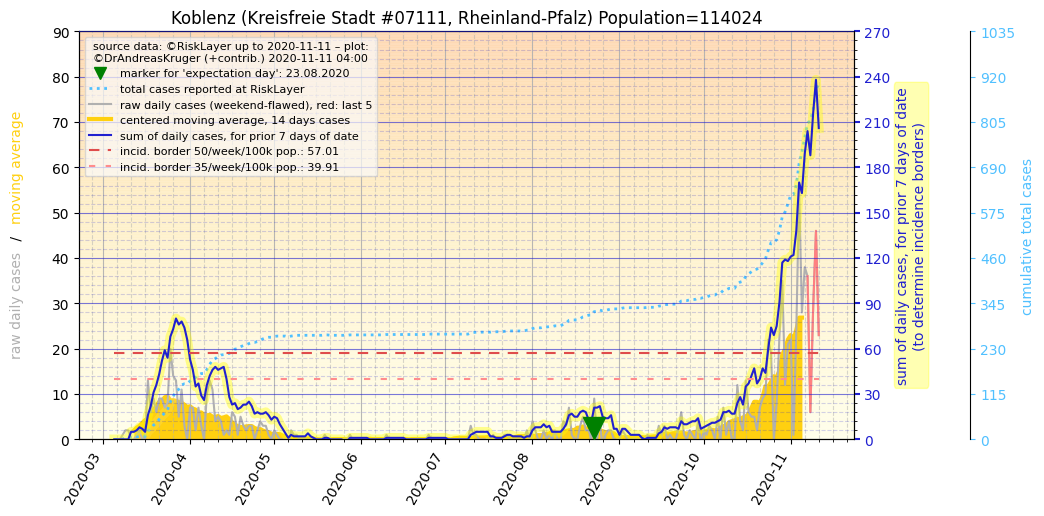 Koblenz (Kreisfreie Stadt #07111, Rheinland-Pfalz) Population=114024
source data: ©RiskLayer up to 2020-11-11 – plot:
©DrAndreasKruger (+contrib.) 2020-11-11 04:00
marker for 'expectation day': 23.08.2020
total cases reported at RiskLayer
raw daily cases (weekend-flawed), red: last 5
centered moving average, 14 days cases
sum of daily cases, for prior 7 days of date
incid. border 50/week/100k pop.: 57.01
incid. border 35/week/100k pop.: 39.91
raw daily cases / moving average
90
80
70
60
50
40
30
20
10
0
270
240
210
180
150
120
90
60
30
0
sum of daily cases, for prior 7 days of date
(to determine incidence borders)
1035
920
805
690
575
460
345
230
115
0
cumulative total cases
2020-03
2020-04
2020-05
2020-06
2020-07
2020-08
2020-09
2020-10
2020-11